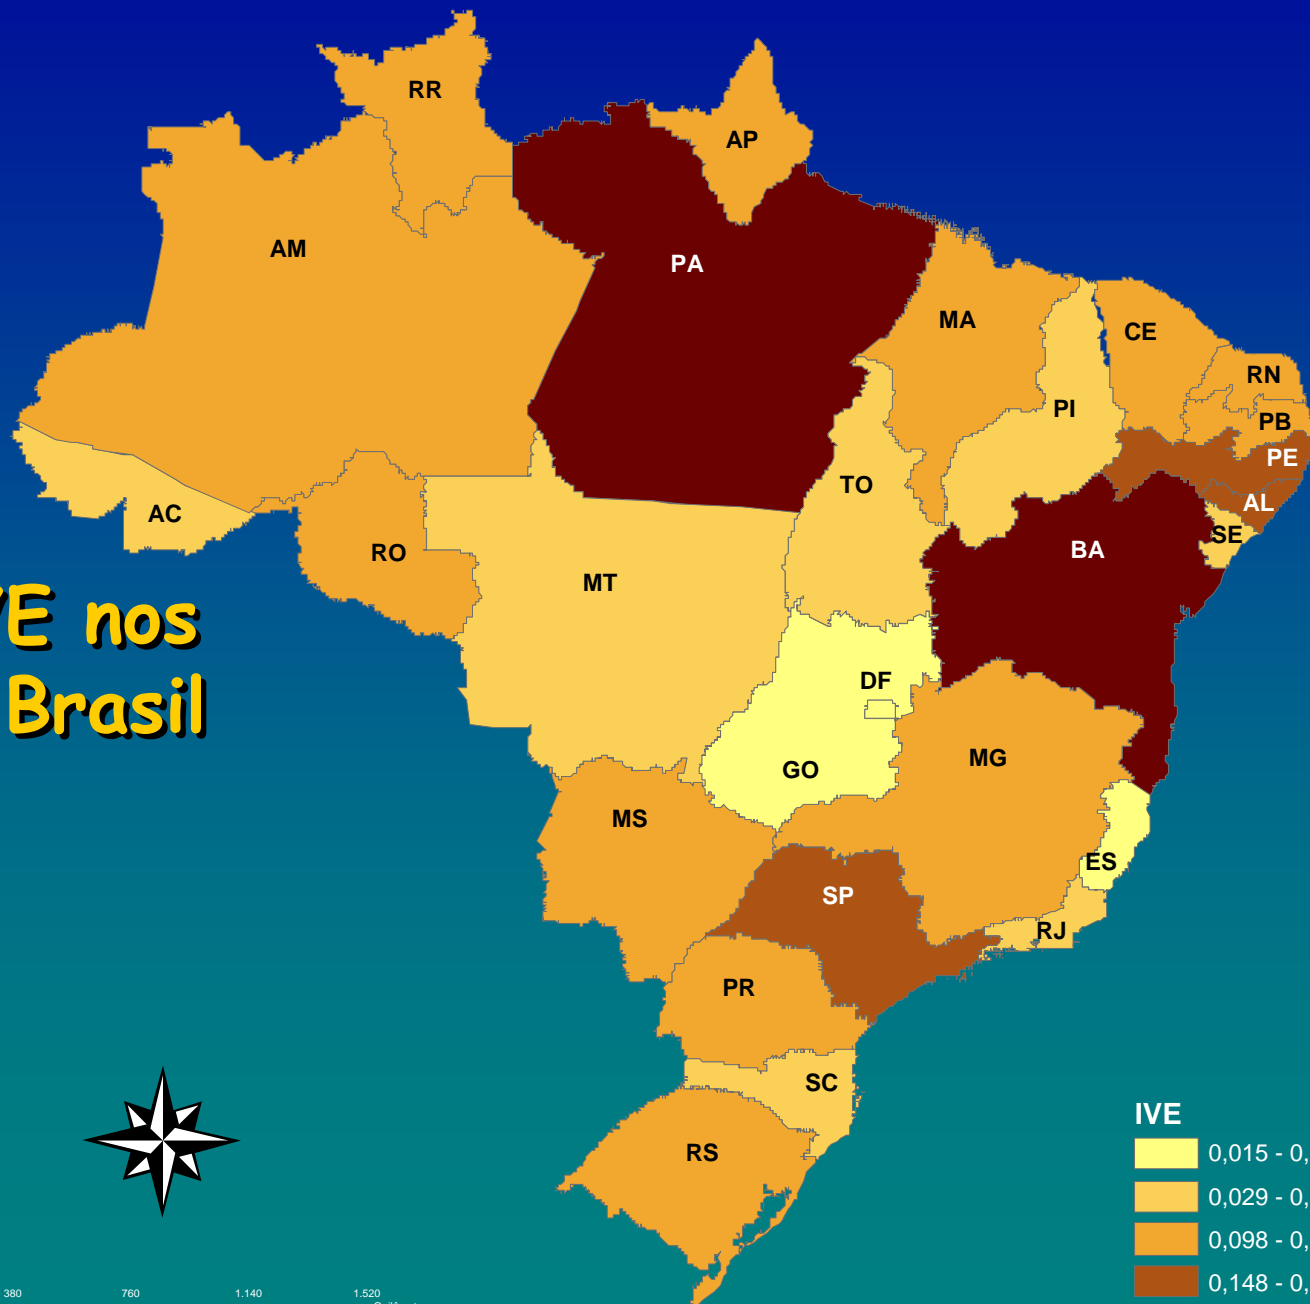 RR
AP
AM
PA
MA
CE
RN
PI
PB
PE
TO
AL
AC
SE
RO
BA
MT
nos
Brasil
DF
MG
GO
MS
ES
SP
RJ
PR
SC
RS
IVE
0,015 - 0,
0,029 - 0,
0,098 - 0,
0,148 - 0,
380 760 1.140 1.520